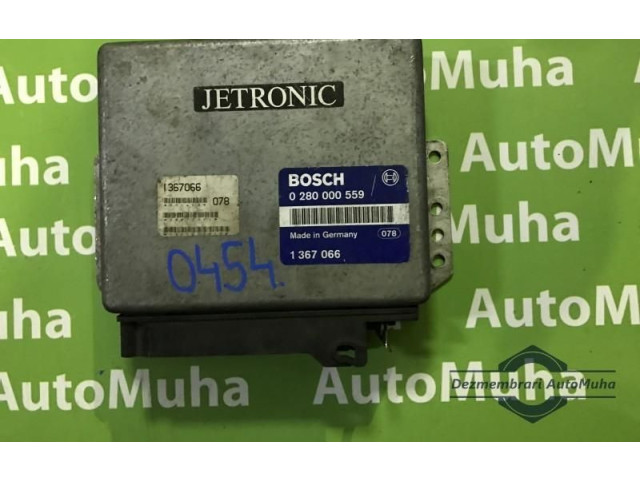 AutoMuha
JETRONIC
1367066
078
BOSCH
0 280 000 559
Made in Germany
078
1 367 066
0454.
AutoMuha
AutoMuha
AutoMuha
AutoMuha
Dezmembrari AutoMuha